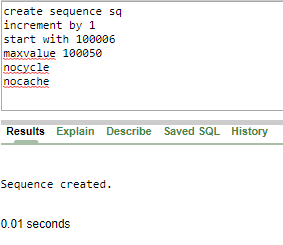 create sequence sq
increment by 1
start with 100006
maxvalue 100050
nocycle
nocache
Results Explain Describe Saved SQL History
Sequence created.
0.01 seconds